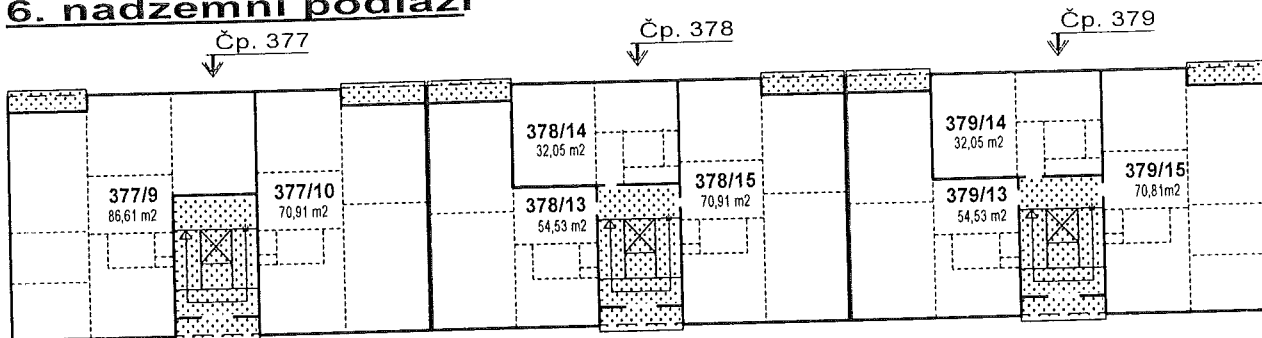 6. nadzemní podlaží
Čp. 377
Čp. 378
Čp. 379
377/9
86,61 m2
377/10
70,91 m2
378/14
32,05 m2
378/13
54,53 m2
378/15
70,91 m2
379/14
32,05 m2
379/13
54,53 m2
379/15
70,81m2